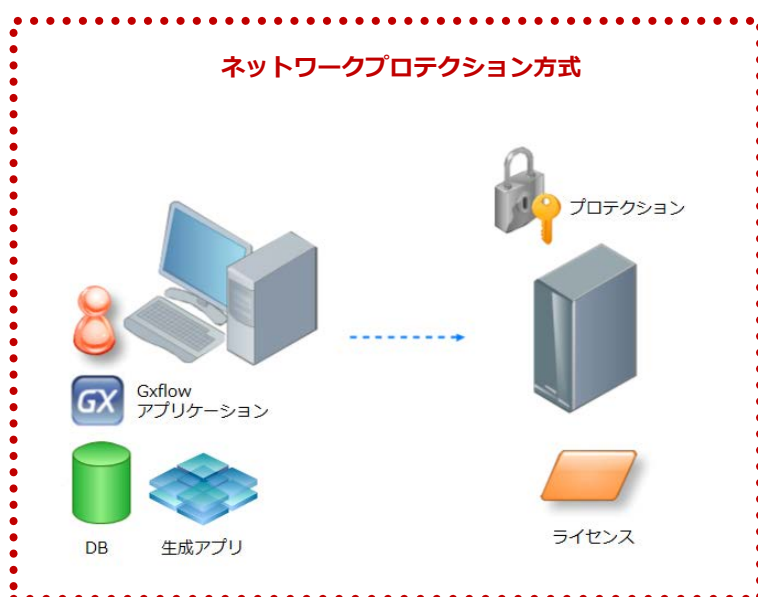 ネットワークプロテクション方式
プロテクション
GX
Gxflow
アプリケーション
DB
生成アプリ
ライセンス